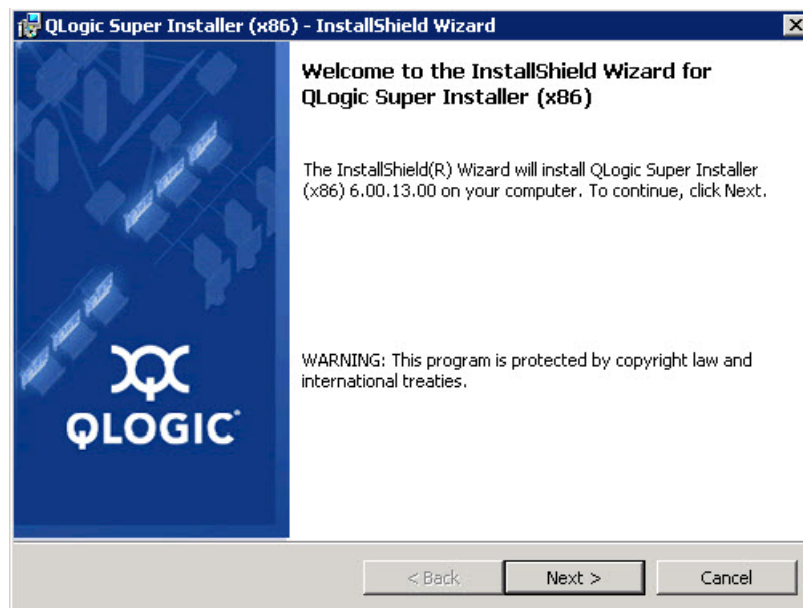 QLogic Super Installer (x86) - InstallShield Wizard
Welcome to the InstallShield Wizard for
QLogic Super Installer (x86)
The InstallShield(R) Wizard will install QLogic Super Installer
(x86) 6.00.13.00 on your computer. To continue, click Next.
WARNING: This program is protected by copyright law and
international treaties.
QLOGIC
< Back
Next >
Cancel